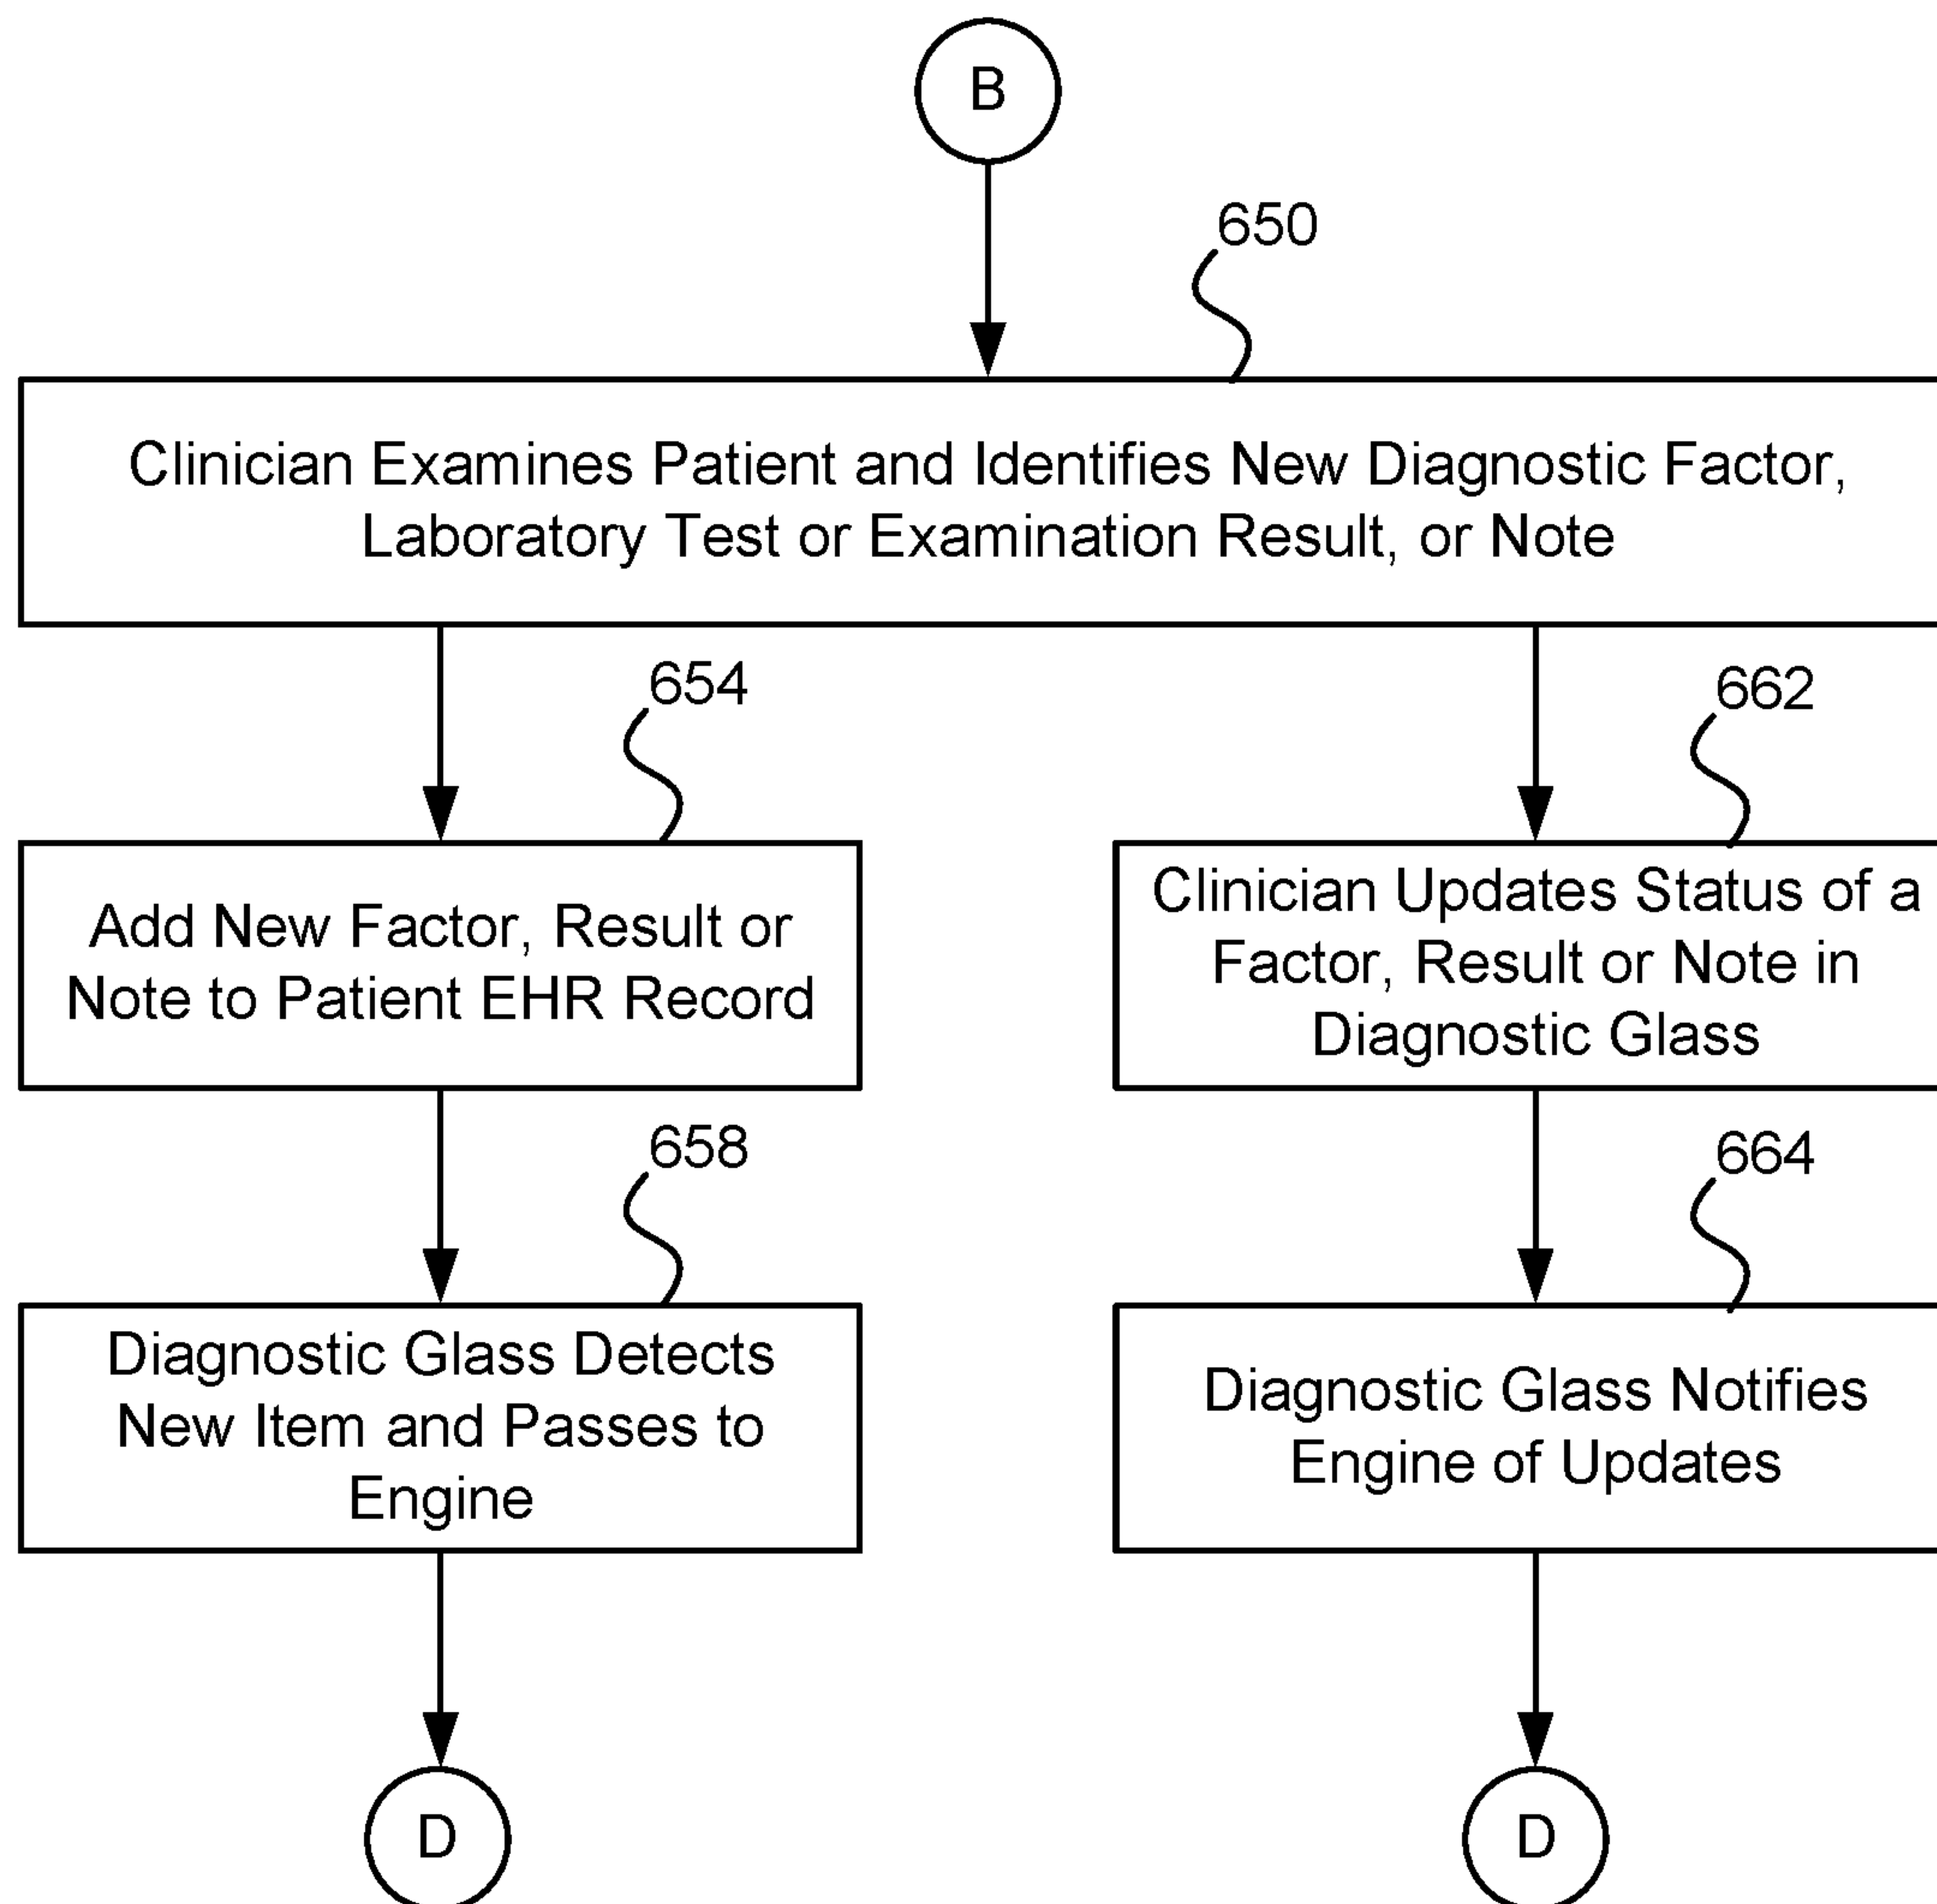 B
650
Clinician Examines Patient and Identifies New Diagnostic Factor,
Laboratory Test or Examination Result, or Note
654
Add New Factor, Result or
Note to Patient EHR Record
658
Diagnostic Glass Detects
New Item and Passes to
Engine
D
662
Clinician Updates Status of a
Factor, Result or Note in
Diagnostic Glass
664
Diagnostic Glass Notifies
Engine of Updates
D